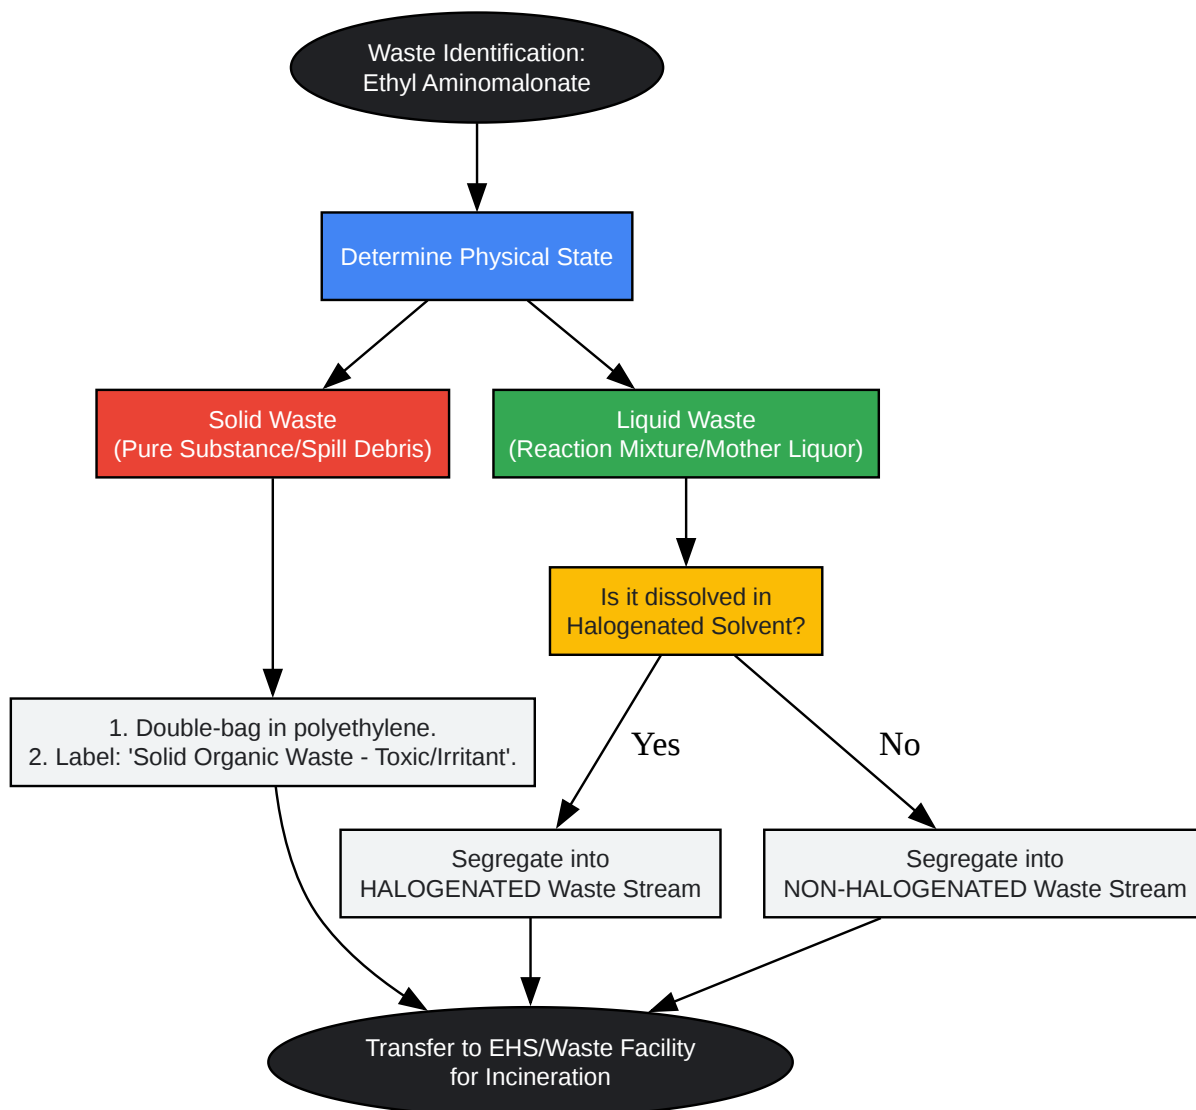 Waste Identification:
Ethyl Aminomalonate
Determine Physical State
Solid Waste
(Pure Substance/Spill Debris)
Liquid Waste
(Reaction Mixture/Mother Liquor)
Is it dissolved in
Halogenated Solvent?
1. Double-bag in polyethylene.
2. Label: 'Solid Organic Waste - Toxic/Irritant'.
Yes
No
Segregate into
HALOGENATED Waste Stream
Segregate into
NON-HALOGENATED Waste Stream
Transfer to EHS/Waste Facility
for Incineration